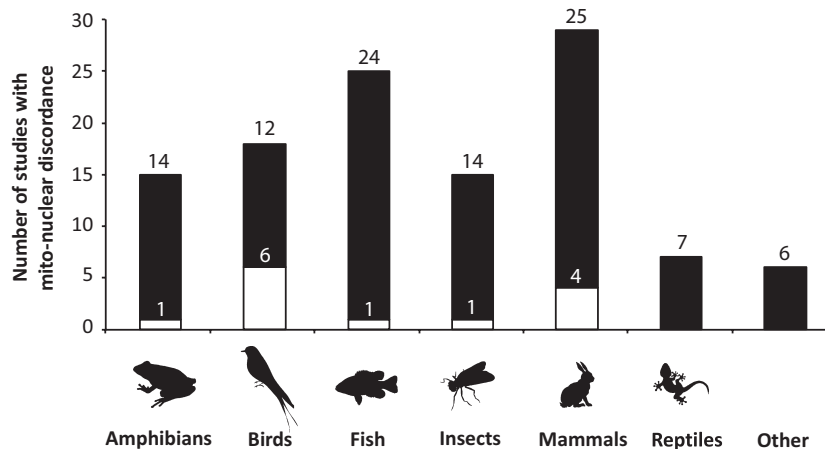 Number of studies with
mito-nuclear discordance
30
25
20
15
10
5
0
14
1
12
6
24
1
14
1
25
4
7
6
Amphibians
Birds
Fish
Insects
Mammals
Reptiles
Other